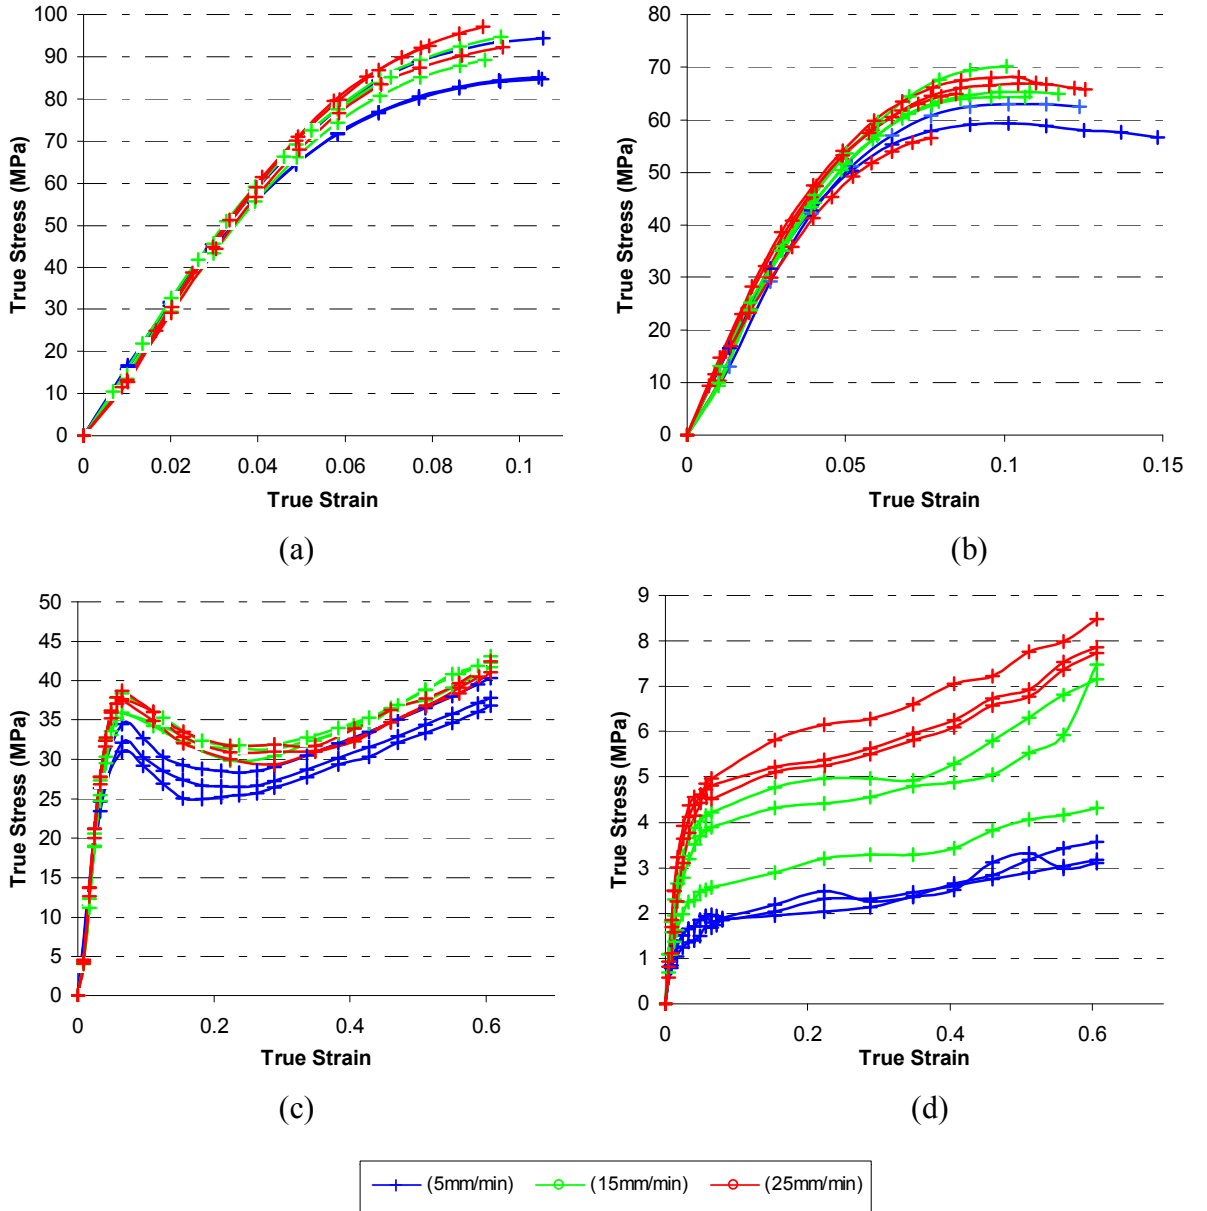 100
90
80
70
60
50
40
30
20
10
0
True Stress (MPa)
0 0.02 0.04 0.06 0.08 0.1
True Strain
(a)
80
70
60
50
40
30
20
10
0
True Stress (MPa)
0 0.05 0.1 0.15
True Strain
(b)
50
45
40
35
30
25
20
15
10
5
0
True Stress (MPa)
0 0.2 0.4 0.6
True Strain
(c)
9
8
7
6
5
4
3
2
1
0
True Stress (MPa)
0 0.2 0.4 0.6
True Strain
(d)
(5mm/min) (15mm/min) (25mm/min)